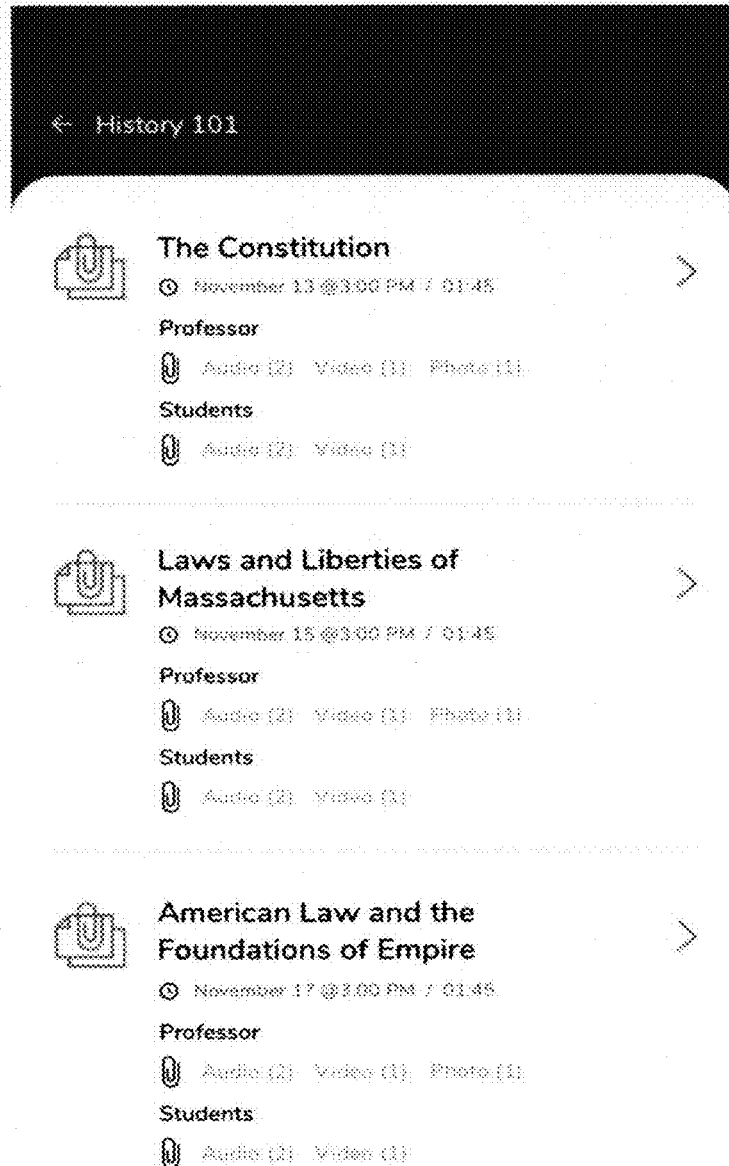 ← History 101
The Constitution
November 13 @3:00 PM / 01:45
Professor
Audio (2) Video (1) Photo (1)
Students
Audio (2) Video (1)
Laws and Liberties of
Massachusetts
November 15 @3:00 PM / 01:45
Professor
Audio (2) Video (1) Photo (1)
Students
Audio (2) Video (1)
American Law and the
Foundations of Empire
November 17 @3:00 PM / 01:45
Professor
Audio (2) Video (1) Photo (1)
Students
Audio (2) Video (1)